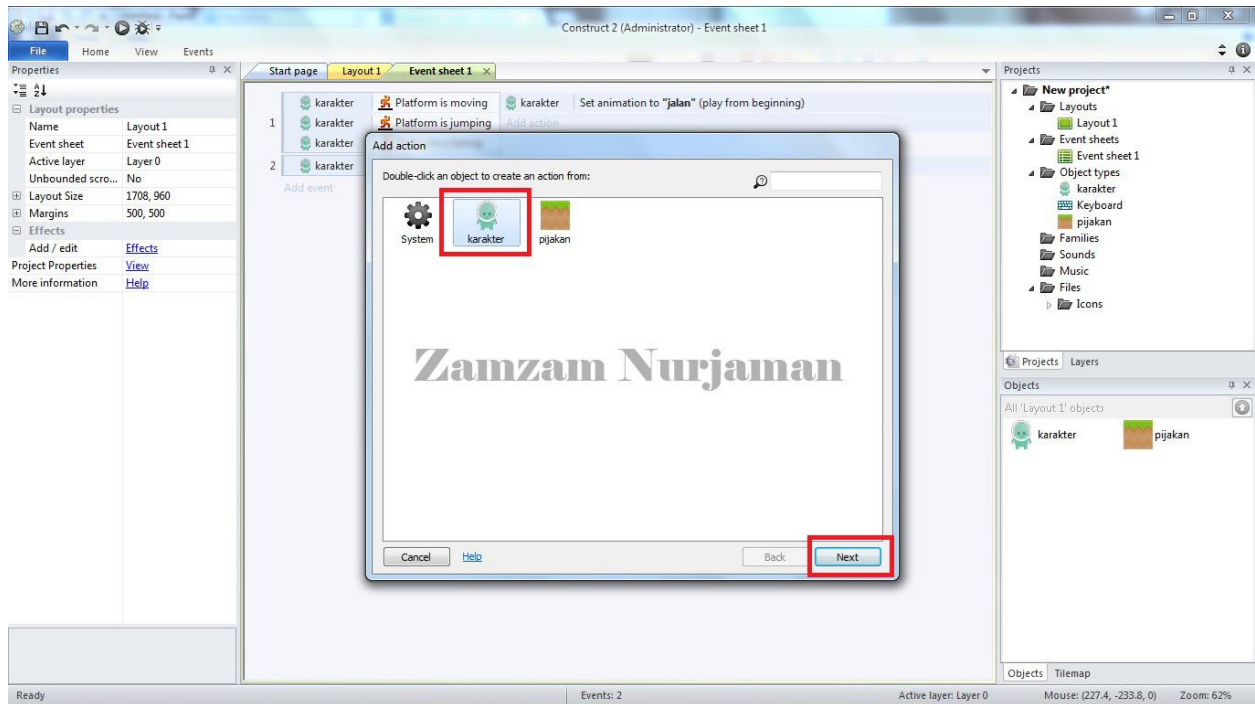 Construct 2 (Administrator) - Event sheet 1
File Home View Events
Properties
Layout properties
Name Layout 1
Event sheet Event sheet 1
Active layer Layer 0
Unbounded scro... No
Layout Size 1708, 960
Margins 500, 500
Effects
Add / edit Effects
Project Properties View
More information Help
Start page Layout 1 Event sheet 1
karakter Platform is moving karakter Set animation to "jalan" (play from beginning)
1 karakter Platform is jumping Add action
karakter
2 karakter
Add event
Add action
Double-click an object to create an action from:
System karakter pijakan
Zamzam Nurjaman
Cancel Help Back Next
Projects
New project*
Layouts
Layout 1
Event sheets
Event sheet 1
Object types
karakter
Keyboard
pijakan
Families
Sounds
Music
Files
Icons
Projects Layers
Objects
All 'Layout 1' objects
karakter pijakan
Objects Tilemap
Ready Events: 2 Active layer: Layer 0 Mouse: (227.4, -233.8, 0) Zoom: 62%